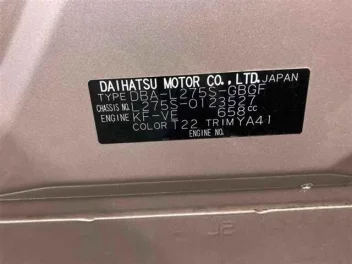 DAIHATSU MOTOR CO., LTD. JAPAN
TYPE DBA-L275S-GBGF
CHASSIS NO. L275S-0123527
ENGINE KF-VE 658cc
COLOR T22 TRIM YA41
ENGINE NO.